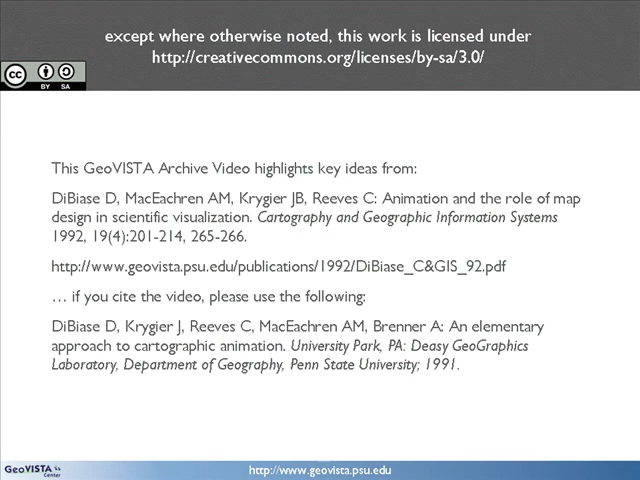 except where otherwise noted, this work is licensed under
http://creativecommons.org/licenses/by-sa/3.0/
cc
BY SA
This GeoVISTA Archive Video highlights key ideas from:
DiBiase D, MacEachren AM, Krygier JB, Reeves C: Animation and the role of map
design in scientific visualization. Cartography and Geographic Information Systems
1992, 19(4):201-214, 265-266.
http://www.geovista.psu.edu/publications/1992/DiBiase_C&GIS_92.pdf
… if you cite the video, please use the following:
DiBiase D, Krygier J, Reeves C, MacEachren AM, Brenner A: An elementary
approach to cartographic animation. University Park, PA: Deasy GeoGraphics
Laboratory, Department of Geography, Penn State University; 1991.
GeoVISTA
Center
http://www.geovista.psu.edu